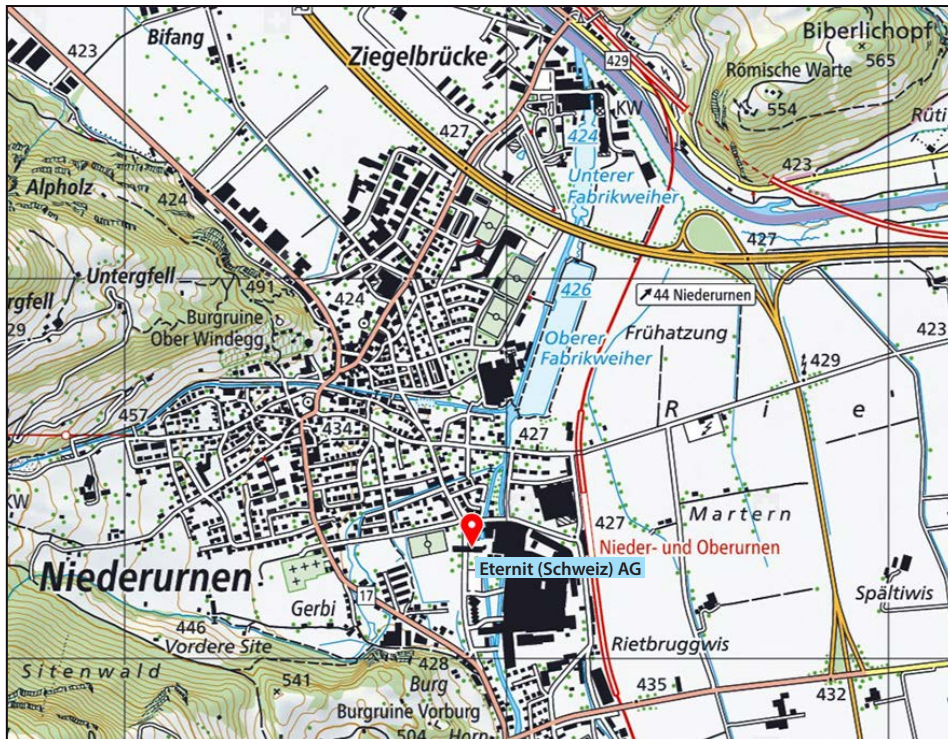 Biberlichopf
565
Bifang
423
Ziegelbrücke
429
Römische Warte
554
KW
424
Rüti
427
423
Unterer
Fabrikweiher
Alpholz
424
427
Untergfell
491
426
44 Niederurnen
rgfell
29
424
Burgruine
Ober Windegg
Oberer
Fabrikweiher
Frühatzung
423
429
457
R i e
434
427
KW
427
Martern
Nieder- und Oberurnen
Eternit (Schweiz) AG
Niederurnen
17
Gerbi
Spältiwis
446
Vordere Site
Rietbruggwis
Sitenwald
428
541
Burg
435
432
Burgruine Vorburg
504
Horn